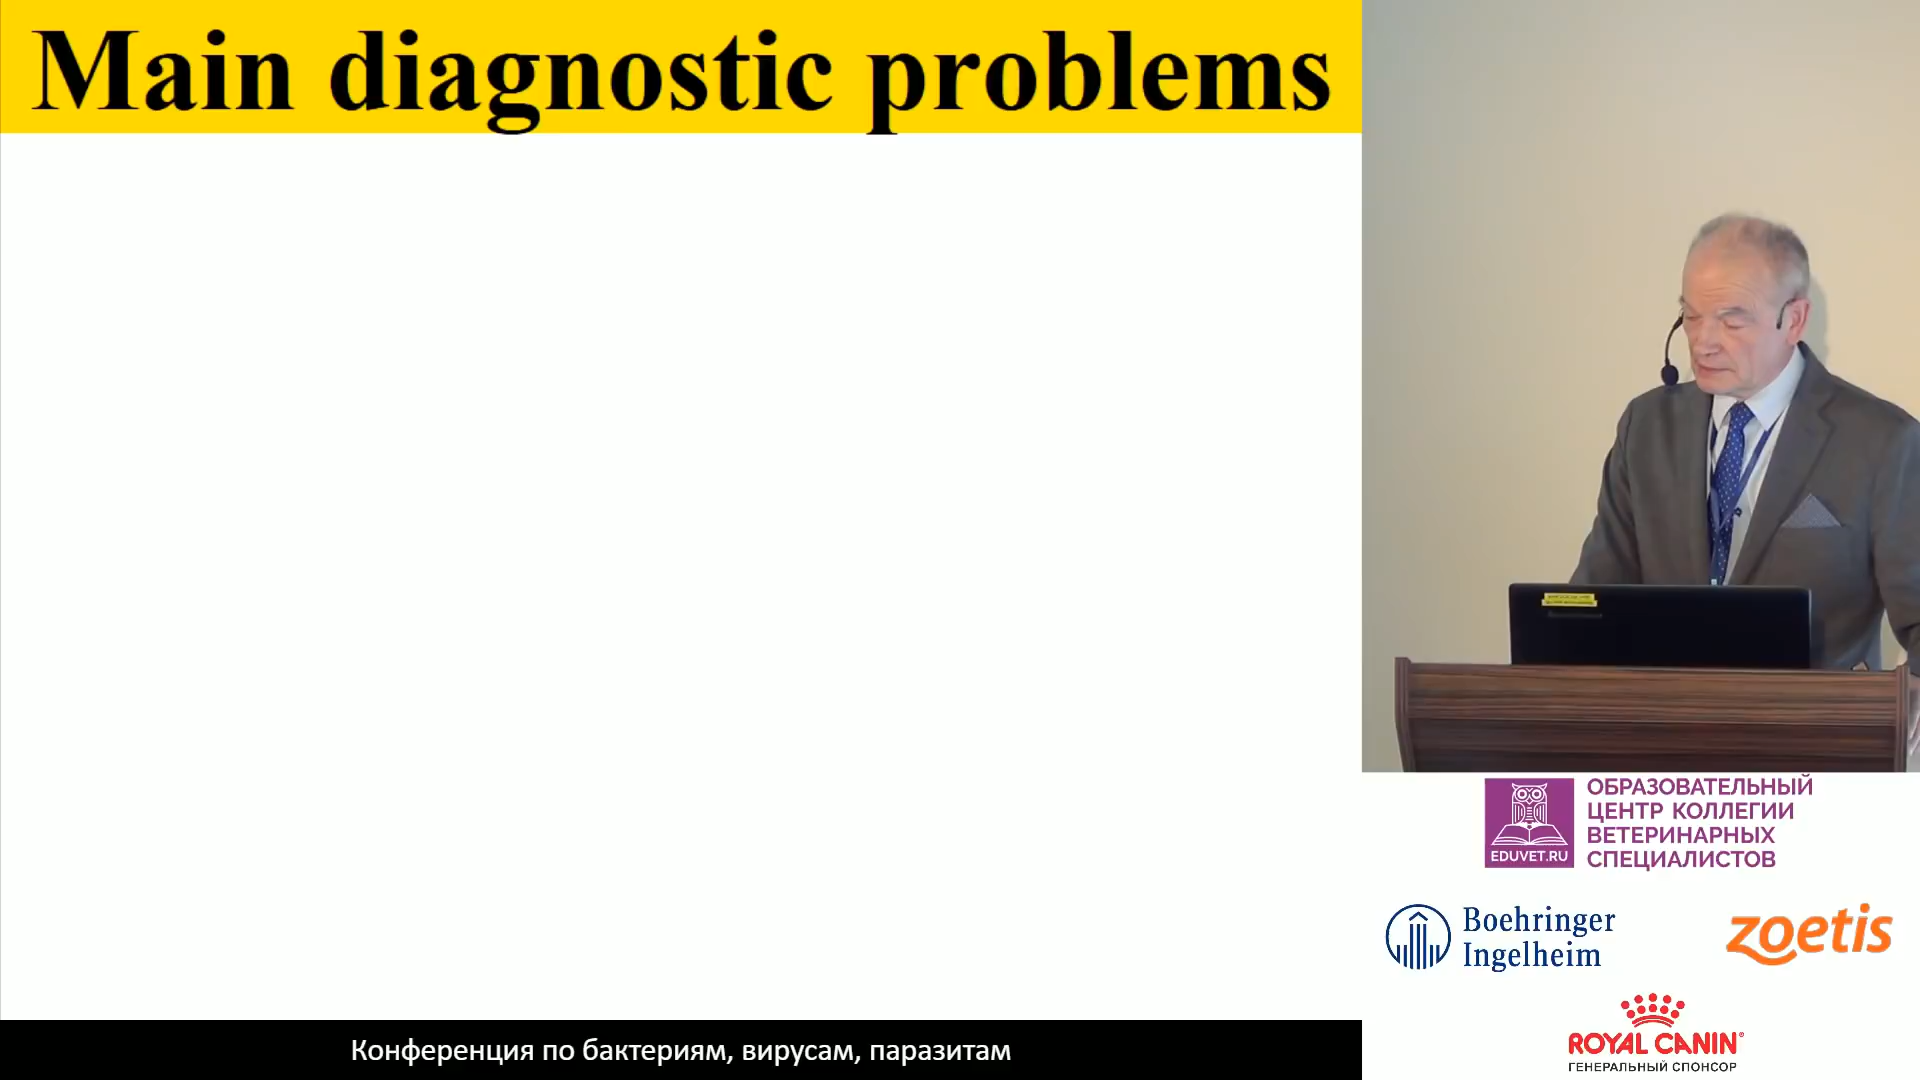 Main diagnostic problems
ОБРАЗОВАТЕЛЬНЫЙ
ЦЕНТР КОЛЛЕГИИ
ВЕТЕРИНАРНЫХ
СПЕЦИАЛИСТОВ
EDUVET.RU
Boehringer
Ingelheim
zoetis
ROYAL CANIN®
ГЕНЕРАЛЬНЫЙ СПОНСОР
Конференция по бактериям, вирусам, паразитам